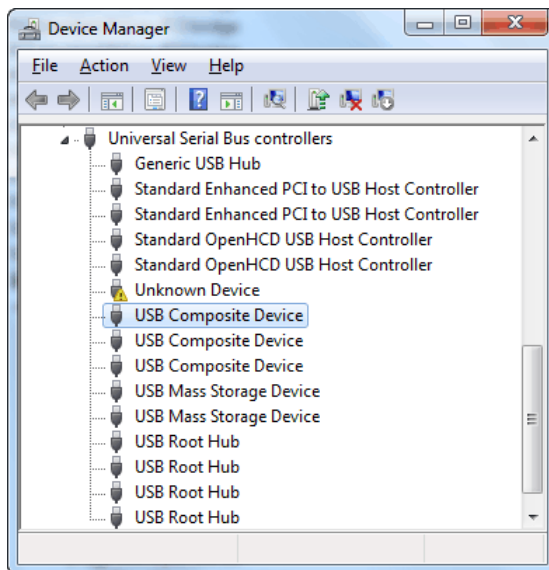 Device Manager
File Action View Help
Universal Serial Bus controllers
Generic USB Hub
Standard Enhanced PCI to USB Host Controller
Standard Enhanced PCI to USB Host Controller
Standard OpenHCD USB Host Controller
Standard OpenHCD USB Host Controller
Unknown Device
USB Composite Device
USB Composite Device
USB Composite Device
USB Mass Storage Device
USB Mass Storage Device
USB Root Hub
USB Root Hub
USB Root Hub
USB Root Hub